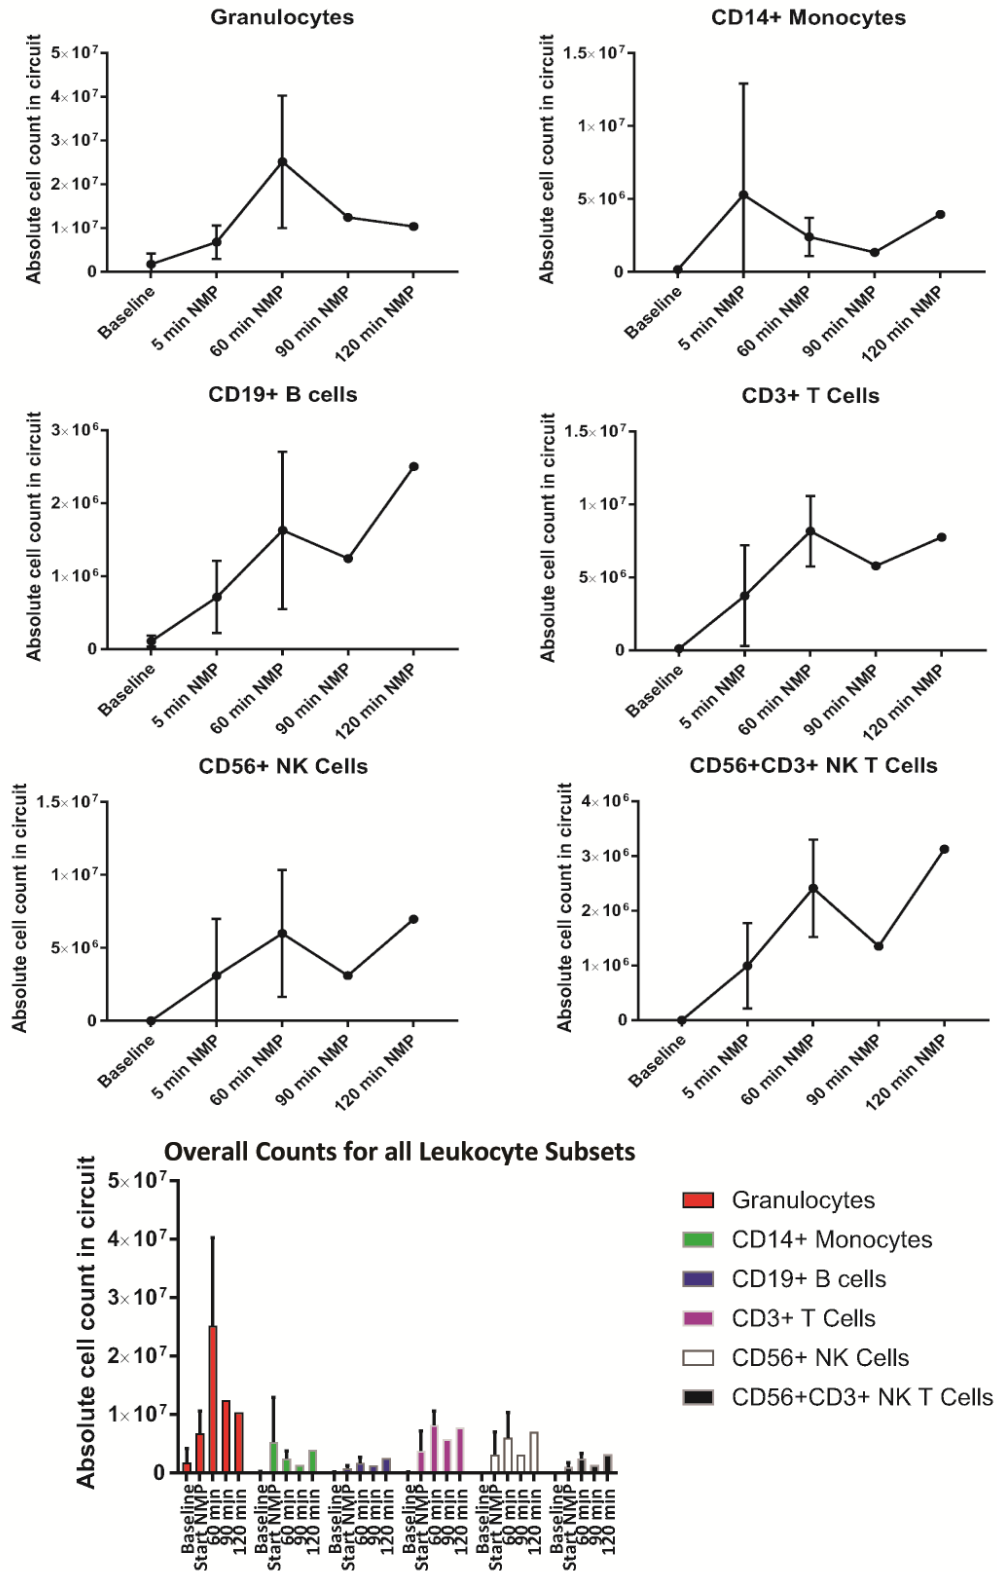 Granulocytes
Absolute cell count in circuit
5×10⁷
4×10⁷
3×10⁷
2×10⁷
1×10⁷
0
Baseline
5 min NMP
60 min NMP
90 min NMP
120 min NMP
CD14+ Monocytes
Absolute cell count in circuit
1.5×10⁷
1×10⁷
5×10⁶
0
Baseline
5 min NMP
60 min NMP
90 min NMP
120 min NMP
CD19+ B cells
Absolute cell count in circuit
3×10⁶
2×10⁶
1×10⁶
0
Baseline
5 min NMP
60 min NMP
90 min NMP
120 min NMP
CD3+ T Cells
Absolute cell count in circuit
1.5×10⁷
1×10⁷
5×10⁶
0
Baseline
5 min NMP
60 min NMP
90 min NMP
120 min NMP
CD56+ NK Cells
Absolute cell count in circuit
1.5×10⁷
1×10⁷
5×10⁶
0
Baseline
5 min NMP
60 min NMP
90 min NMP
120 min NMP
CD56+CD3+ NK T Cells
Absolute cell count in circuit
4×10⁶
3×10⁶
2×10⁶
1×10⁶
0
Baseline
5 min NMP
60 min NMP
90 min NMP
120 min NMP
Overall Counts for all Leukocyte Subsets
Absolute cell count in circuit
5×10⁷
4×10⁷
3×10⁷
2×10⁷
1×10⁷
0
Baseline
Start NMP
60 min
90 min
120 min
Baseline
Start NMP
60 min
90 min
120 min
Baseline
Start NMP
60 min
90 min
120 min
Baseline
Start NMP
60 min
90 min
120 min
Baseline
Start NMP
60 min
90 min
120 min
Baseline
Start NMP
60 min
90 min
120 min
Granulocytes
CD14+ Monocytes
CD19+ B cells
CD3+ T Cells
CD56+ NK Cells
CD56+CD3+ NK T Cells